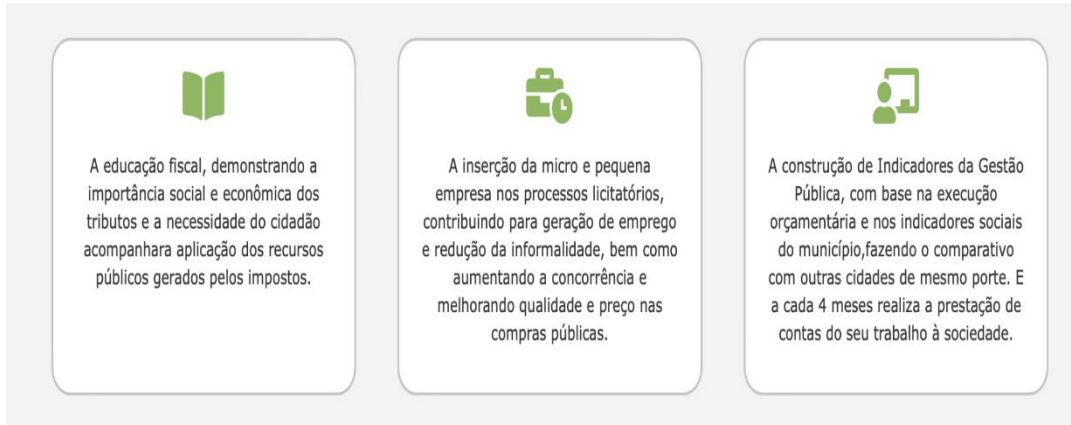 A educação fiscal, demonstrando a
importância social e econômica dos
tributos e a necessidade do cidadão
acompanhara aplicação dos recursos
públicos gerados pelos impostos.
A inserção da micro e pequena
empresa nos processos licitatórios,
contribuindo para geração de emprego
e redução da informalidade, bem como
aumentando a concorrência e
melhorando qualidade e preço nas
compras públicas.
A construção de Indicadores da Gestão
Pública, com base na execução
orçamentária e nos indicadores sociais
do município,fazendo o comparativo
com outras cidades de mesmo porte. E
a cada 4 meses realiza a prestação de
contas do seu trabalho à sociedade.